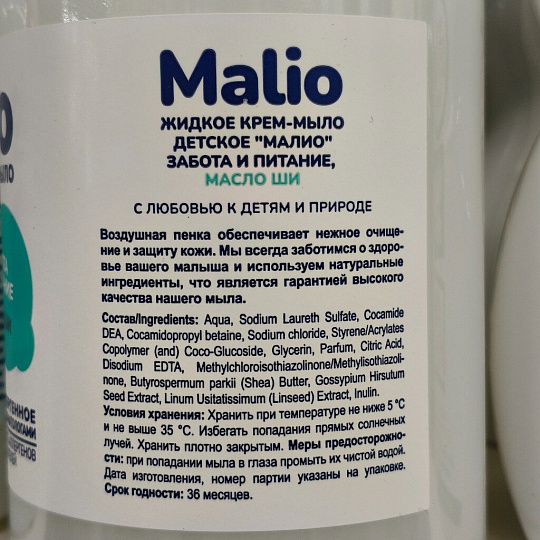 Malio
ЖИДКОЕ КРЕМ-МЫЛО
ДЕТСКОЕ "МАЛИО"
ЗАБОТА И ПИТАНИЕ,
МАСЛО ШИ
С ЛЮБОВЬЮ К ДЕТЯМ И ПРИРОДЕ
Воздушная пенка обеспечивает нежное очище-
ние и защиту кожи. Мы всегда заботимся о здоро-
вье вашего малыша и используем натуральные
ингредиенты, что является гарантией высокого
качества нашего мыла.
Состав/Ingredients: Aqua, Sodium Laureth Sulfate, Cocamide
DEA, Cocamidopropyl betaine, Sodium chloride, Styrene/Acrylates
Copolymer (and) Coco-Glucoside, Glycerin, Parfum, Citric Acid,
Disodium EDTA, Methylchloroisothiazolinone/Methylisothiazoli-
none, Butyrospermum parkii (Shea) Butter, Gossypium Hirsutum
Seed Extract, Linum Usitatissimum (Linseed) Extract, Inulin.
Условия хранения: Хранить при температуре не ниже 5 °C
и не выше 35 °C. Избегать попадания прямых солнечных
лучей. Хранить плотно закрытым. Меры предосторожно-
сти: при попадании мыла в глаза промыть их чистой водой.
Дата изготовления, номер партии указаны на упаковке.
Срок годности: 36 месяцев.